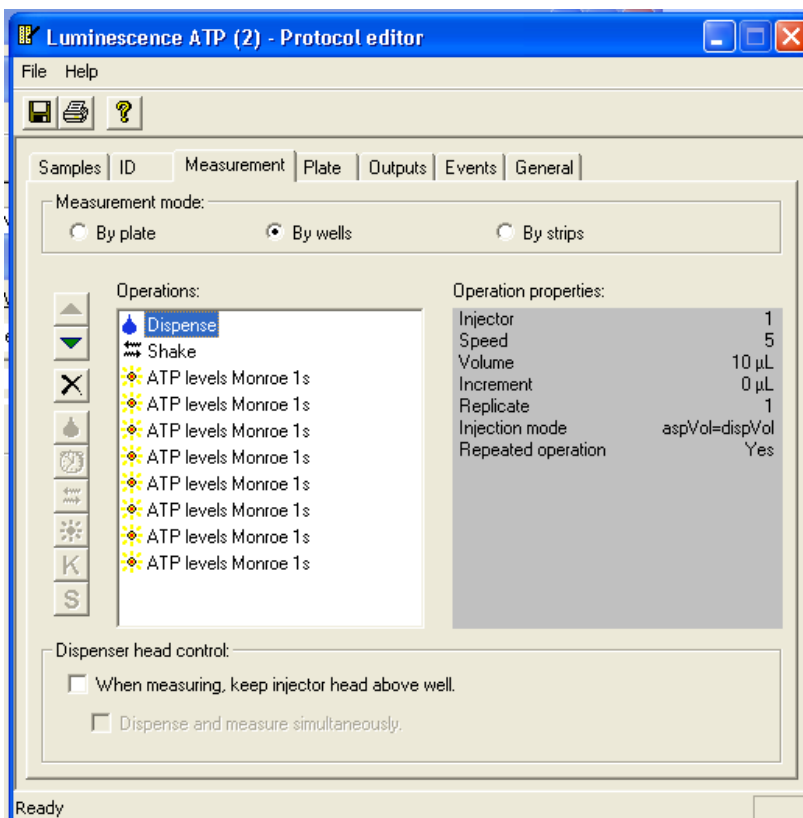 Luminescence ATP (2) - Protocol editor
File Help
Samples ID Measurement Plate Outputs Events General
Measurement mode:
By plate By wells By strips
Operations:
Dispense
Shake
ATP levels Monroe 1s
ATP levels Monroe 1s
ATP levels Monroe 1s
ATP levels Monroe 1s
ATP levels Monroe 1s
ATP levels Monroe 1s
ATP levels Monroe 1s
ATP levels Monroe 1s
K
S
Operation properties:
Injector 1
Speed 5
Volume 10 µL
Increment 0 µL
Replicate 1
Injection mode aspVol=dispVol
Repeated operation Yes
Dispenser head control:
When measuring, keep injector head above well.
Dispense and measure simultaneously.
Ready